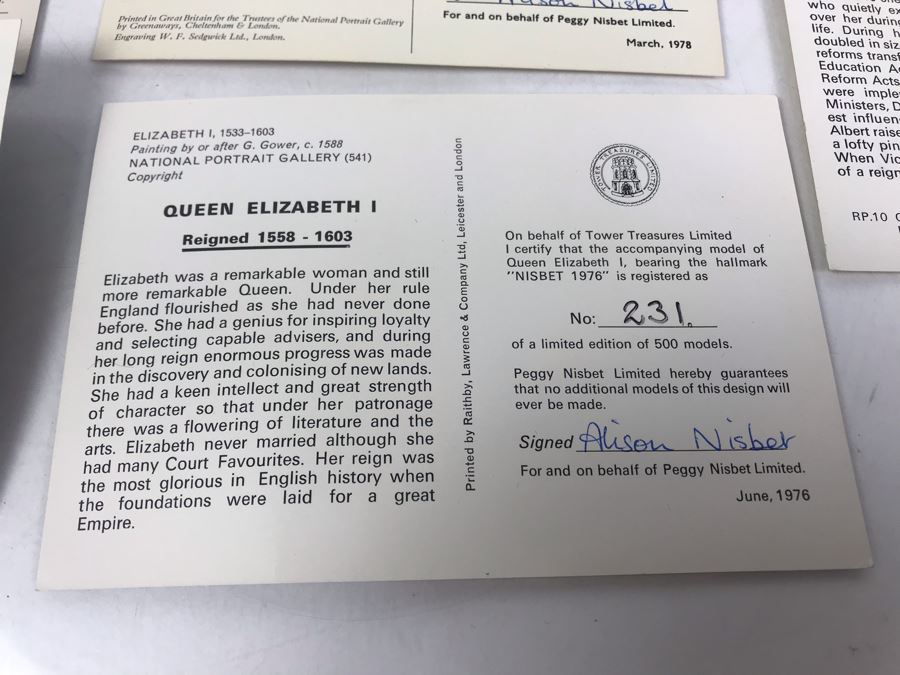 Printed in Great Britain for the Trustees of the National Portrait Gallery
by Greenaways, Cheltenham & London.
Engraving W. F. Sedgwick Ltd., London.
Alison Nisbet
For and on behalf of Peggy Nisbet Limited.
March, 1978
who quietly
over her during
life. During
doubled in
reforms
Education
Reform Acts
were
Ministers,
est
Albert
a lofty
When
of a reign
RP.10
ELIZABETH I, 1533–1603
Painting by or after G. Gower, c. 1588
NATIONAL PORTRAIT GALLERY (541)
Copyright
QUEEN ELIZABETH I
Reigned 1558 - 1603
Elizabeth was a remarkable woman and still
more remarkable Queen. Under her rule
England flourished as she had never done
before. She had a genius for inspiring loyalty
and selecting capable advisers, and during
her long reign enormous progress was made
in the discovery and colonising of new lands.
She had a keen intellect and great strength
of character so that under her patronage
there was a flowering of literature and the
arts. Elizabeth never married although she
had many Court Favourites. Her reign was
the most glorious in English history when
the foundations were laid for a great
Empire.
Printed by Raithby, Lawrence & Company Ltd, Leicester and London
TOWER TREASURES LIMITED
On behalf of Tower Treasures Limited
I certify that the accompanying model of
Queen Elizabeth I, bearing the hallmark
"NISBET 1976" is registered as
No: 231.
of a limited edition of 500 models.
Peggy Nisbet Limited hereby guarantees
that no additional models of this design will
ever be made.
Signed Alison Nisbet
For and on behalf of Peggy Nisbet Limited.
June, 1976